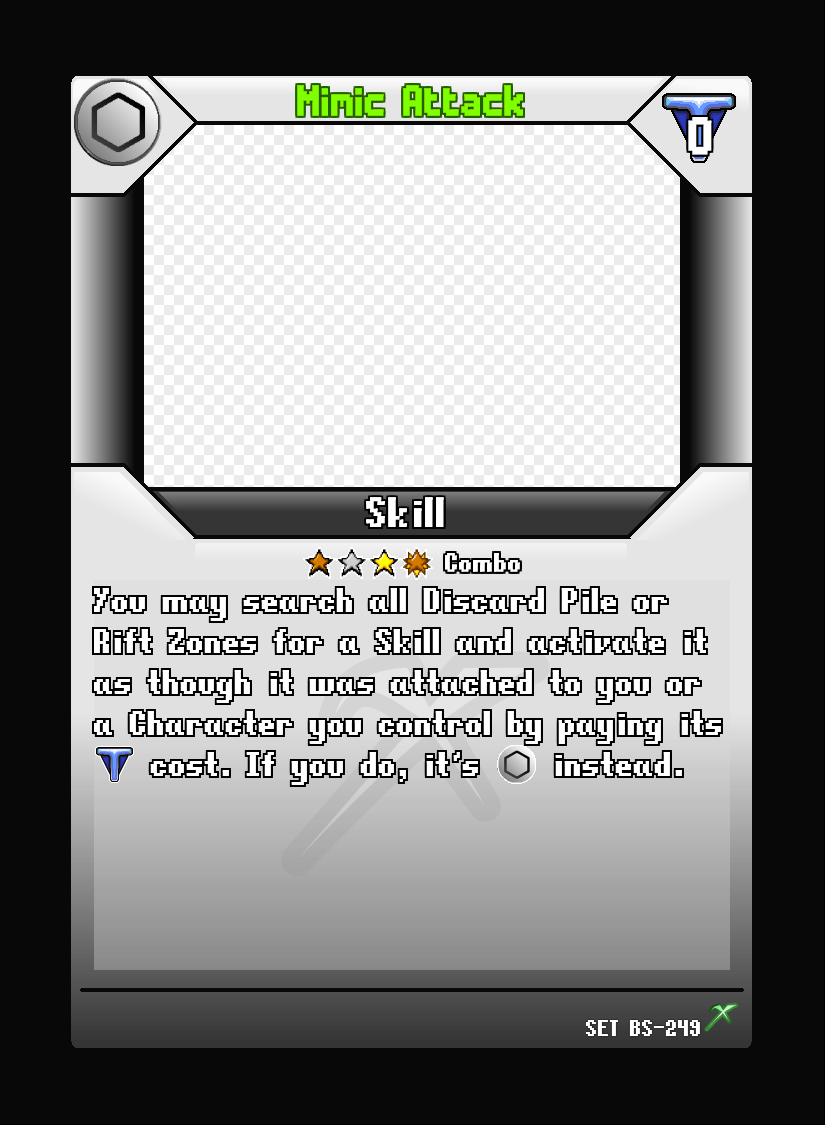 Mimic Attack
0
Skill
Combo
You may search all Discard Pile or
Rift Zones for a Skill and activate it
as though it was attached to you or
a Character you control by paying its
T cost. If you do, it's instead.
SET BS-249